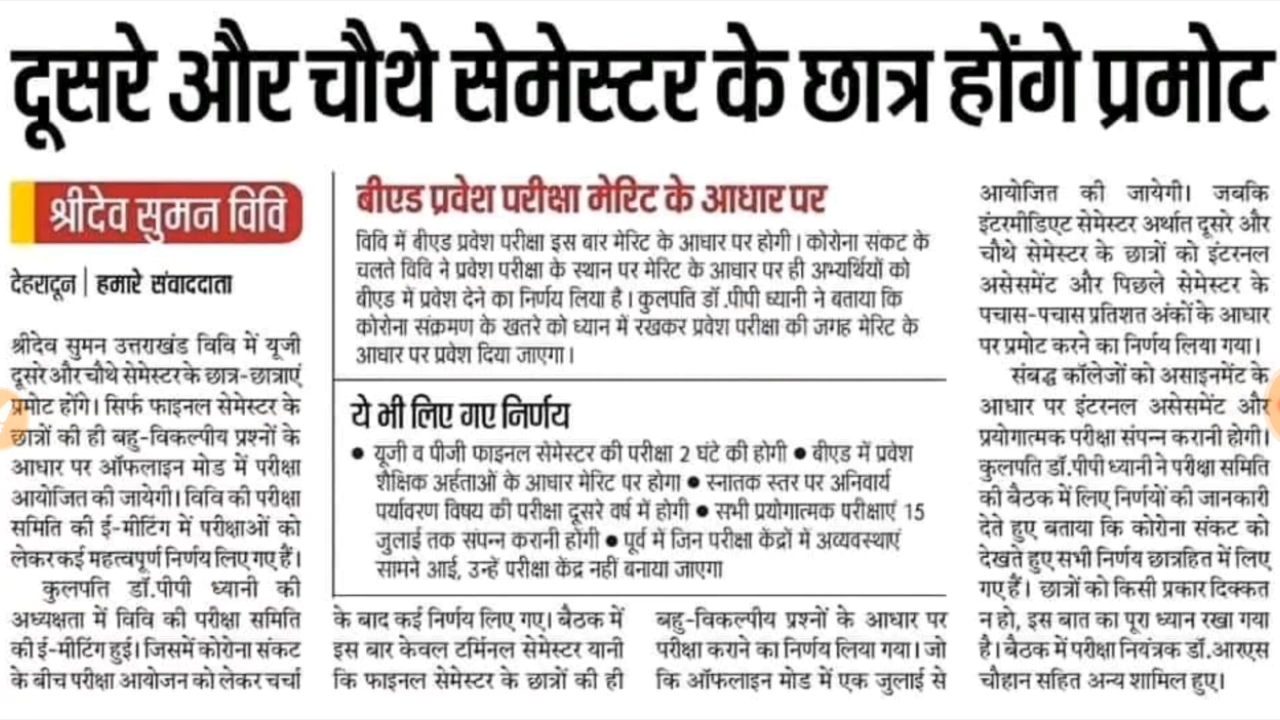 दूसरे और चौथे सेमेस्टर के छात्र होंगे प्रमोट
श्रीदेव सुमन विवि
देहरादून | हमारे संवाददाता
श्रीदेव सुमन उत्तराखंड विवि में यूजी
दूसरे और चौथे सेमेस्टर के छात्र-छात्राएं
प्रमोट होंगे। सिर्फ फाइनल सेमेस्टर के
छात्रों की ही बहु-विकल्पीय प्रश्नों के
आधार पर ऑफलाइन मोड में परीक्षा
आयोजित की जायेगी। विवि की परीक्षा
समिति की ई-मीटिंग में परीक्षाओं को
लेकर कई महत्वपूर्ण निर्णय लिए गए हैं।
कुलपति डॉ.पीपी ध्यानी की
अध्यक्षता में विवि की परीक्षा समिति
की ई-मीटिंग हुई। जिसमें कोरोना संकट
के बीच परीक्षा आयोजन को लेकर चर्चा
बीएड प्रवेश परीक्षा मेरिट के आधार पर
विवि में बीएड प्रवेश परीक्षा इस बार मेरिट के आधार पर होगी। कोरोना संकट के
चलते विवि ने प्रवेश परीक्षा के स्थान पर मेरिट के आधार पर ही अभ्यर्थियों को
बीएड में प्रवेश देने का निर्णय लिया है। कुलपति डॉ.पीपी ध्यानी ने बताया कि
कोरोना संक्रमण के खतरे को ध्यान में रखकर प्रवेश परीक्षा की जगह मेरिट के
आधार पर प्रवेश दिया जाएगा।
ये भी लिए गए निर्णय
● यूजी व पीजी फाइनल सेमेस्टर की परीक्षा 2 घंटे की होगी ● बीएड में प्रवेश
शैक्षिक अर्हताओं के आधार मेरिट पर होगा ● स्नातक स्तर पर अनिवार्य
पर्यावरण विषय की परीक्षा दूसरे वर्ष में होगी ● सभी प्रयोगात्मक परीक्षाएं 15
जुलाई तक संपन्न करानी होंगी ● पूर्व में जिन परीक्षा केंद्रों में अव्यवस्थाएं
सामने आई, उन्हें परीक्षा केंद्र नहीं बनाया जाएगा
के बाद कई निर्णय लिए गए। बैठक में
इस बार केवल टर्मिनल सेमेस्टर यानी
कि फाइनल सेमेस्टर के छात्रों की ही
बहु-विकल्पीय प्रश्नों के आधार पर
परीक्षा कराने का निर्णय लिया गया। जो
कि ऑफलाइन मोड में एक जुलाई से
आयोजित की जायेगी। जबकि
इंटरमीडिएट सेमेस्टर अर्थात दूसरे और
चौथे सेमेस्टर के छात्रों को इंटरनल
असेसमेंट और पिछले सेमेस्टर के
पचास-पचास प्रतिशत अंकों के आधार
पर प्रमोट करने का निर्णय लिया गया।
संबद्ध कॉलेजों को असाइनमेंट के
आधार पर इंटरनल असेसमेंट और
प्रयोगात्मक परीक्षा संपन्न करानी होगी।
कुलपति डॉ.पीपी ध्यानी ने परीक्षा समिति
की बैठक में लिए निर्णयों की जानकारी
देते हुए बताया कि कोरोना संकट को
देखते हुए सभी निर्णय छात्रहित में लिए
गए हैं। छात्रों को किसी प्रकार दिक्कत
न हो, इस बात का पूरा ध्यान रखा गया
है। बैठक में परीक्षा नियंत्रक डॉ.आरएस
चौहान सहित अन्य शामिल हुए।